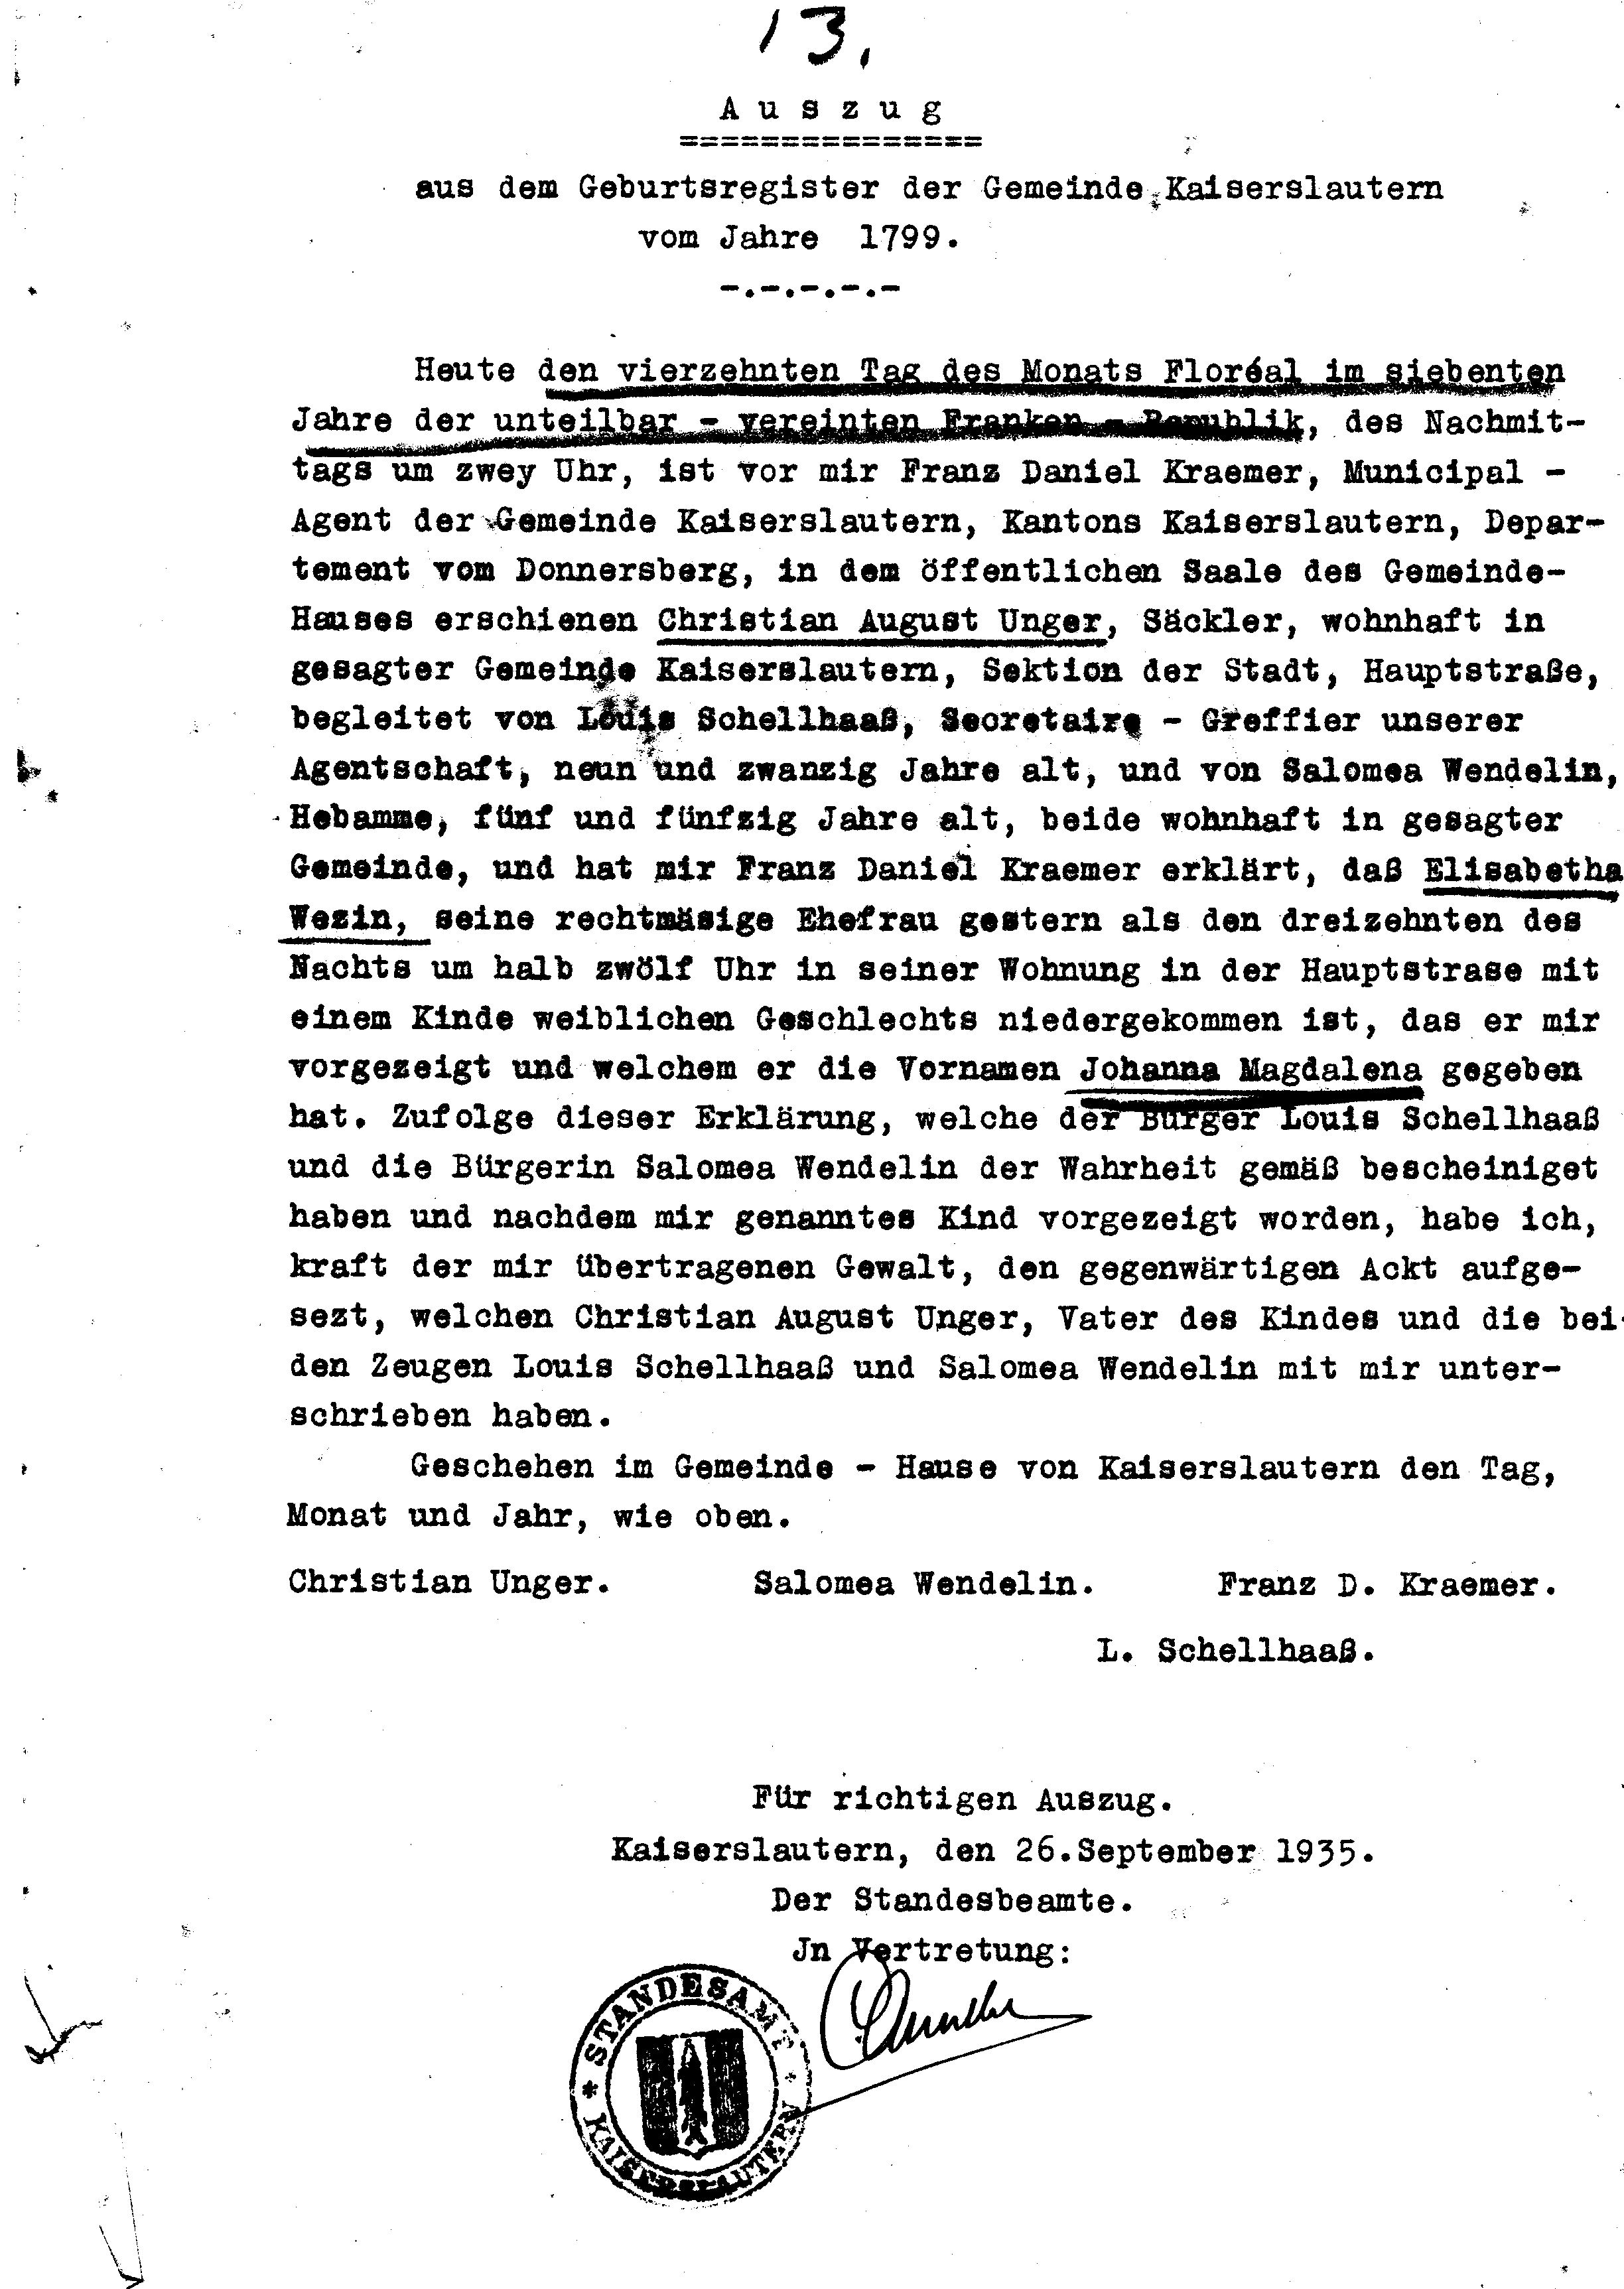 13.
Auszug
===============
aus dem Geburtsregister der Gemeinde Kaiserslautern
vom Jahre 1799.
-.-.-.-.-
Heute den vierzehnten Tag des Monats Floréal im siebenten
Jahre der unteilbar - vereinten Franken - Republik, des Nachmit-
tags um zwey Uhr, ist vor mir Franz Daniel Kraemer, Municipal -
Agent der Gemeinde Kaiserslautern, Kantons Kaiserslautern, Depar-
tement vom Donnersberg, in dem öffentlichen Saale des Gemeinde-
Hauses erschienen Christian August Unger, Säckler, wohnhaft in
gesagter Gemeinde Kaiserslautern, Sektion der Stadt, Hauptstraße,
begleitet von Louis Schellhaaß, Secretaire - Greffier unserer
Agentschaft, neun und zwanzig Jahre alt, und von Salomea Wendelin,
Hebamme, fünf und fünfzig Jahre alt, beide wohnhaft in gesagter
Gemeinde, und hat mir Franz Daniel Kraemer erklärt, daß Elisabetha
Wezin, seine rechtmäsige Ehefrau gestern als den dreizehnten des
Nachts um halb zwölf Uhr in seiner Wohnung in der Hauptstrase mit
einem Kinde weiblichen Geschlechts niedergekommen ist, das er mir
vorgezeigt und welchem er die Vornamen Johanna Magdalena gegeben
hat. Zufolge dieser Erklärung, welche der Bürger Louis Schellhaaß
und die Bürgerin Salomea Wendelin der Wahrheit gemäß bescheiniget
haben und nachdem mir genanntes Kind vorgezeigt worden, habe ich,
kraft der mir übertragenen Gewalt, den gegenwärtigen Ackt aufge-
sezt, welchen Christian August Unger, Vater des Kindes und die bei-
den Zeugen Louis Schellhaaß und Salomea Wendelin mit mir unter-
schrieben haben.
Geschehen im Gemeinde - Hause von Kaiserslautern den Tag,
Monat und Jahr, wie oben.
Christian Unger. Salomea Wendelin. Franz D. Kraemer.
L. Schellhaaß.
Für richtigen Auszug.
Kaiserslautern, den 26.September 1935.
Der Standesbeamte.
Jn Vertretung:
STANDESAMT
* KAISERSLAUTERN *